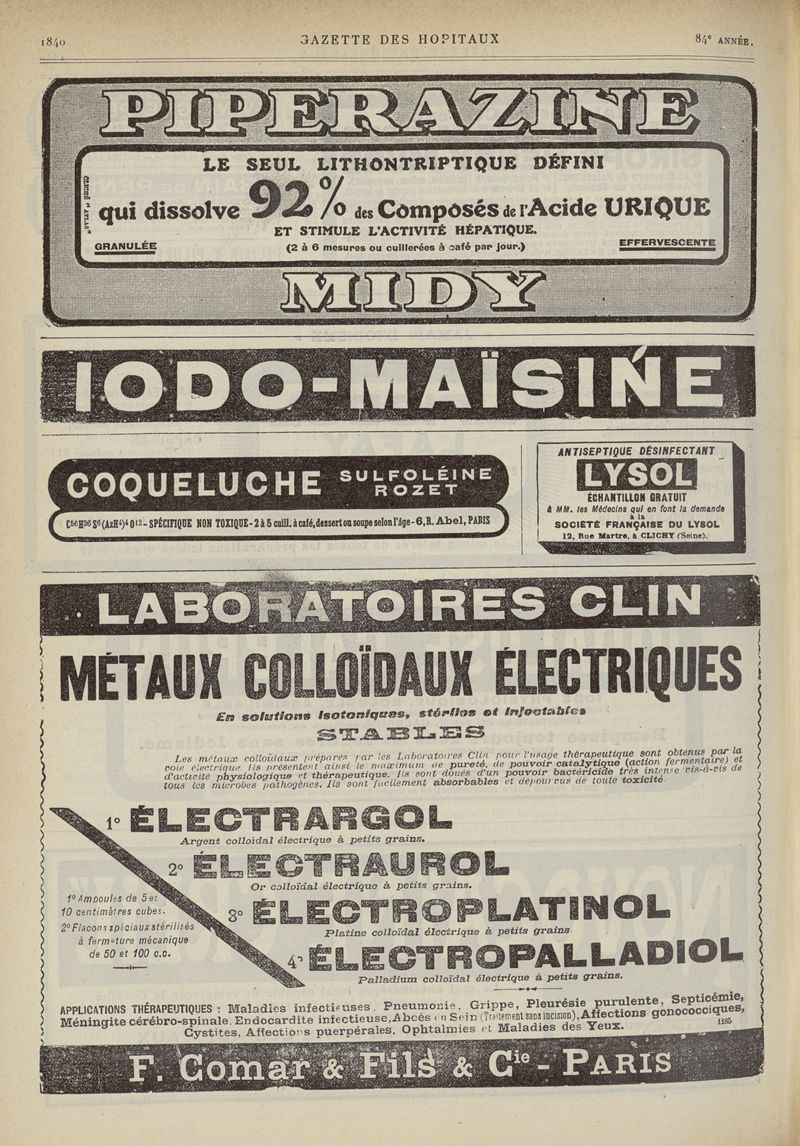 1840
GAZETTE DES HOPITAUX
84e ANNÉE.
PIPERAZINE
LE SEUL LITHONTRIPTIQUE DÉFINI
qui dissolve 92% des Composés de l'Acide URIQUE
ET STIMULE L'ACTIVITÉ HÉPATIQUE.
GRANULÉE
(2 à 6 mesures ou cuillerées à café par jour.)
EFFERVESCENTE
MIDY
IODO-MAÏSINE
COQUELUCHE SULFOLÉINE
ROZET
C56H36 S6(AzH4)4 O12 - SPÉCIFIQUE NON TOXIQUE - 2 à 5 cuill. à café, dessert ou soupe selon l'âge - 6, R. Abel, PARIS
ANTISEPTIQUE DÉSINFECTANT
LYSOL
ÉCHANTILLON GRATUIT
à MM. les Médecins qui en font la demande
à la
SOCIÉTÉ FRANÇAISE DU LYSOL
12, Rue Martre, à CLICHY (Seine).
LABORATOIRES CLIN
MÉTAUX COLLOÏDAUX ÉLECTRIQUES
En solutions isotoniques, stériles et injectables
STABLES
Les métaux colloïdaux préparés par les Laboratoires Clin pour l'usage thérapeutique sont obtenus par la
voie électrique. Ils présentent ainsi le maximum de pureté, de pouvoir catalytique (action fermentaire) et
d'activité physiologique et thérapeutique. Ils sont doués d'un pouvoir bactéricide très intense vis-à-vis de
tous les microbes pathogènes. Ils sont facilement absorbables et dépourvus de toute toxicité.
1° ÉLECTRARGOL
Argent colloïdal électrique à petits grains.
2° ÉLECTRAUROL
Or colloïdal électrique à petits grains.
3° ÉLECTROPLATINOL
Platine colloïdal électrique à petits grains
4° ÉLECTROPALLADIOL
Palladium colloïdal électrique à petits grains.
1° Ampoules de 5 et
10 centimètres cubes.
2° Flacons spéciaux stérilisés
à fermeture mécanique
de 50 et 100 c.c.
APPLICATIONS THÉRAPEUTIQUES : Maladies infectieuses, Pneumonie, Grippe, Pleurésie purulente, Septicémie,
Méningite cérébro-spinale, Endocardite infectieuse, Abcès du Sein (Traitement sans incision), Affections gonococciques,
Cystites, Affections puerpérales, Ophtalmies et Maladies des Yeux.
1185
F. Comar & Fils & Cie - PARIS